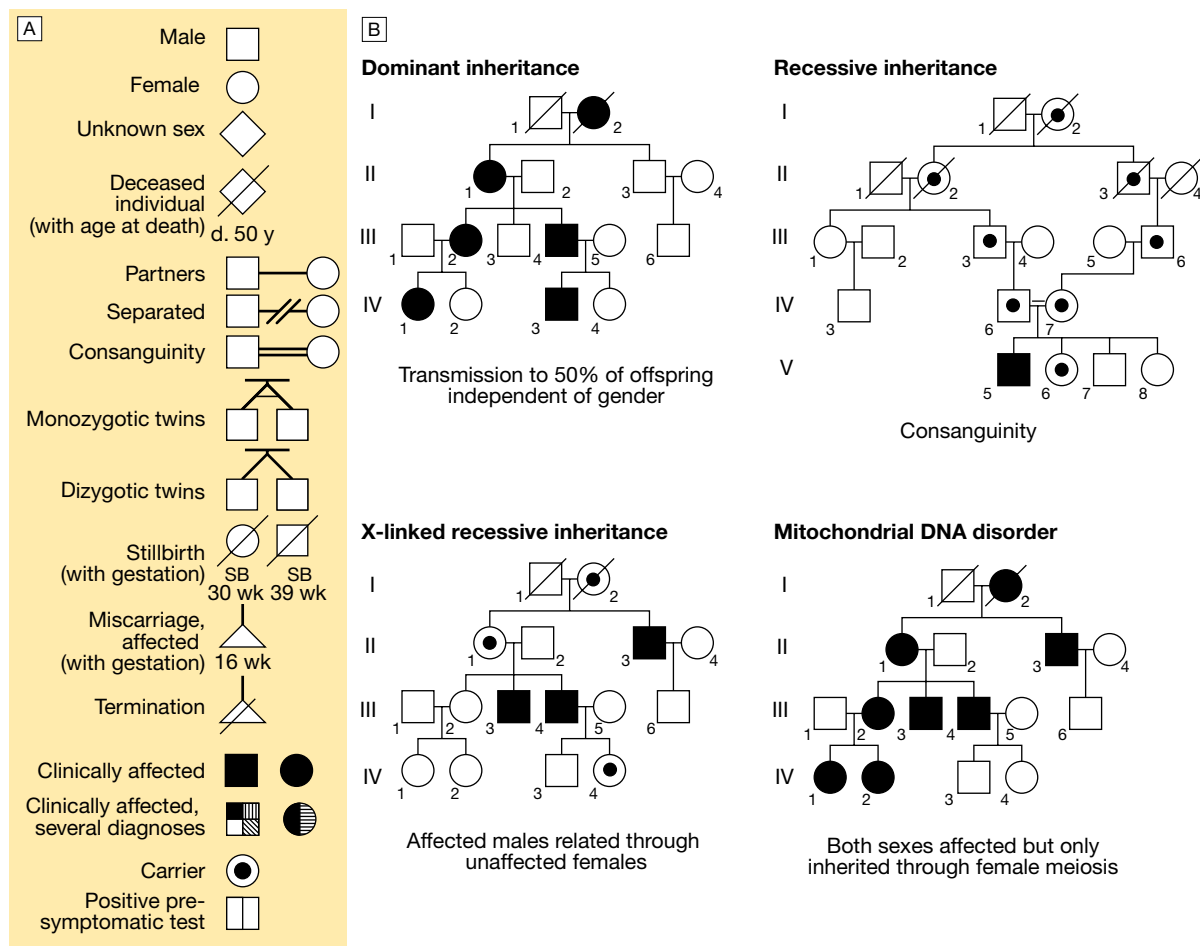 A
Male
Female
Unknown sex
Deceased
individual
(with age at death)
d. 50 y
Partners
Separated
Consanguinity
Monozygotic twins
Dizygotic twins
Stillbirth
(with gestation)
SB SB
30 wk 39 wk
Miscarriage,
affected
(with gestation)
16 wk
Termination
Clinically affected
Clinically affected,
several diagnoses
Carrier
Positive pre-
symptomatic test
B
Dominant inheritance
I
1 2
II
1 2 3 4
III
1 2 3 4 5 6
IV
1 2 3 4
Transmission to 50% of offspring
independent of gender
Recessive inheritance
I
1 2
II
1 2 3 4
III
1 2 3 4 5 6
IV
3 6 7
V
5 6 7 8
Consanguinity
X-linked recessive inheritance
I
1 2
II
1 2 3 4
III
1 2 3 4 5 6
IV
1 2 3 4
Affected males related through
unaffected females
Mitochondrial DNA disorder
I
1 2
II
1 2 3 4
III
1 2 3 4 5 6
IV
1 2 3 4
Both sexes affected but only
inherited through female meiosis